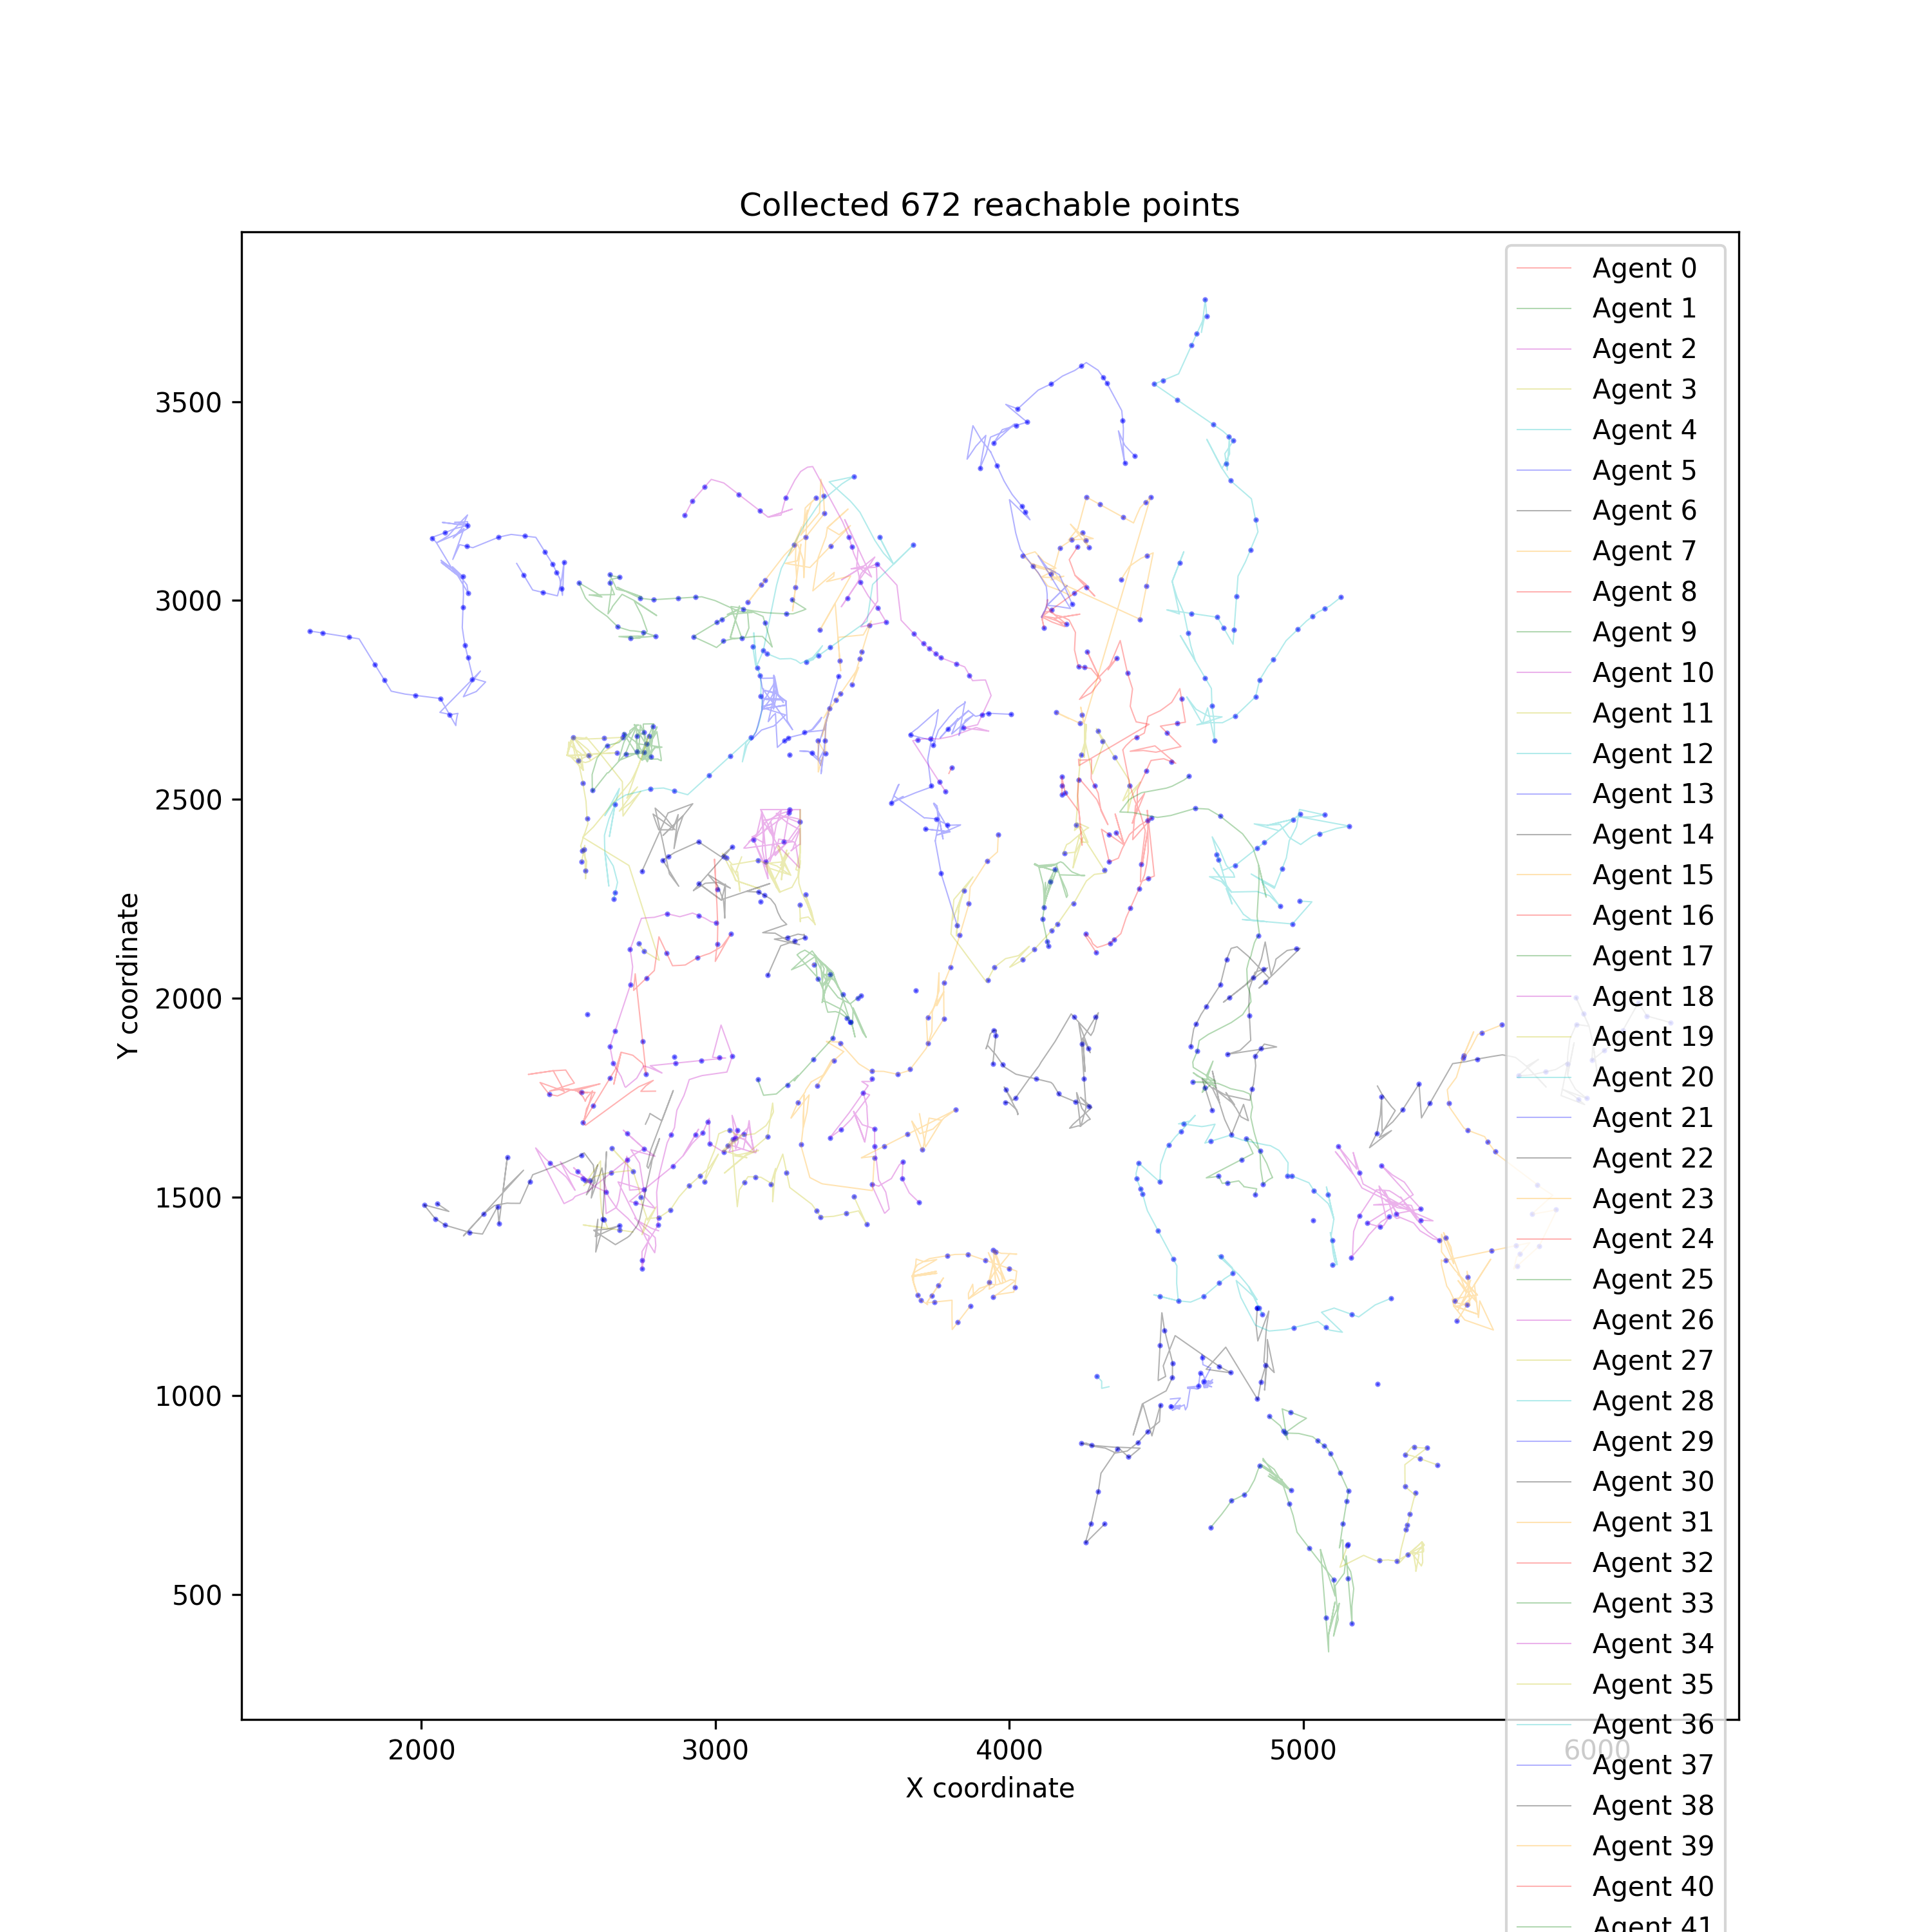 Collected 672 reachable points
Y coordinate
3500
3000
2500
2000
1500
1000
500
2000
3000
4000
5000
6000
X coordinate
Agent 0
Agent 1
Agent 2
Agent 3
Agent 4
Agent 5
Agent 6
Agent 7
Agent 8
Agent 9
Agent 10
Agent 11
Agent 12
Agent 13
Agent 14
Agent 15
Agent 16
Agent 17
Agent 18
Agent 19
Agent 20
Agent 21
Agent 22
Agent 23
Agent 24
Agent 25
Agent 26
Agent 27
Agent 28
Agent 29
Agent 30
Agent 31
Agent 32
Agent 33
Agent 34
Agent 35
Agent 36
Agent 37
Agent 38
Agent 39
Agent 40
Agent 41